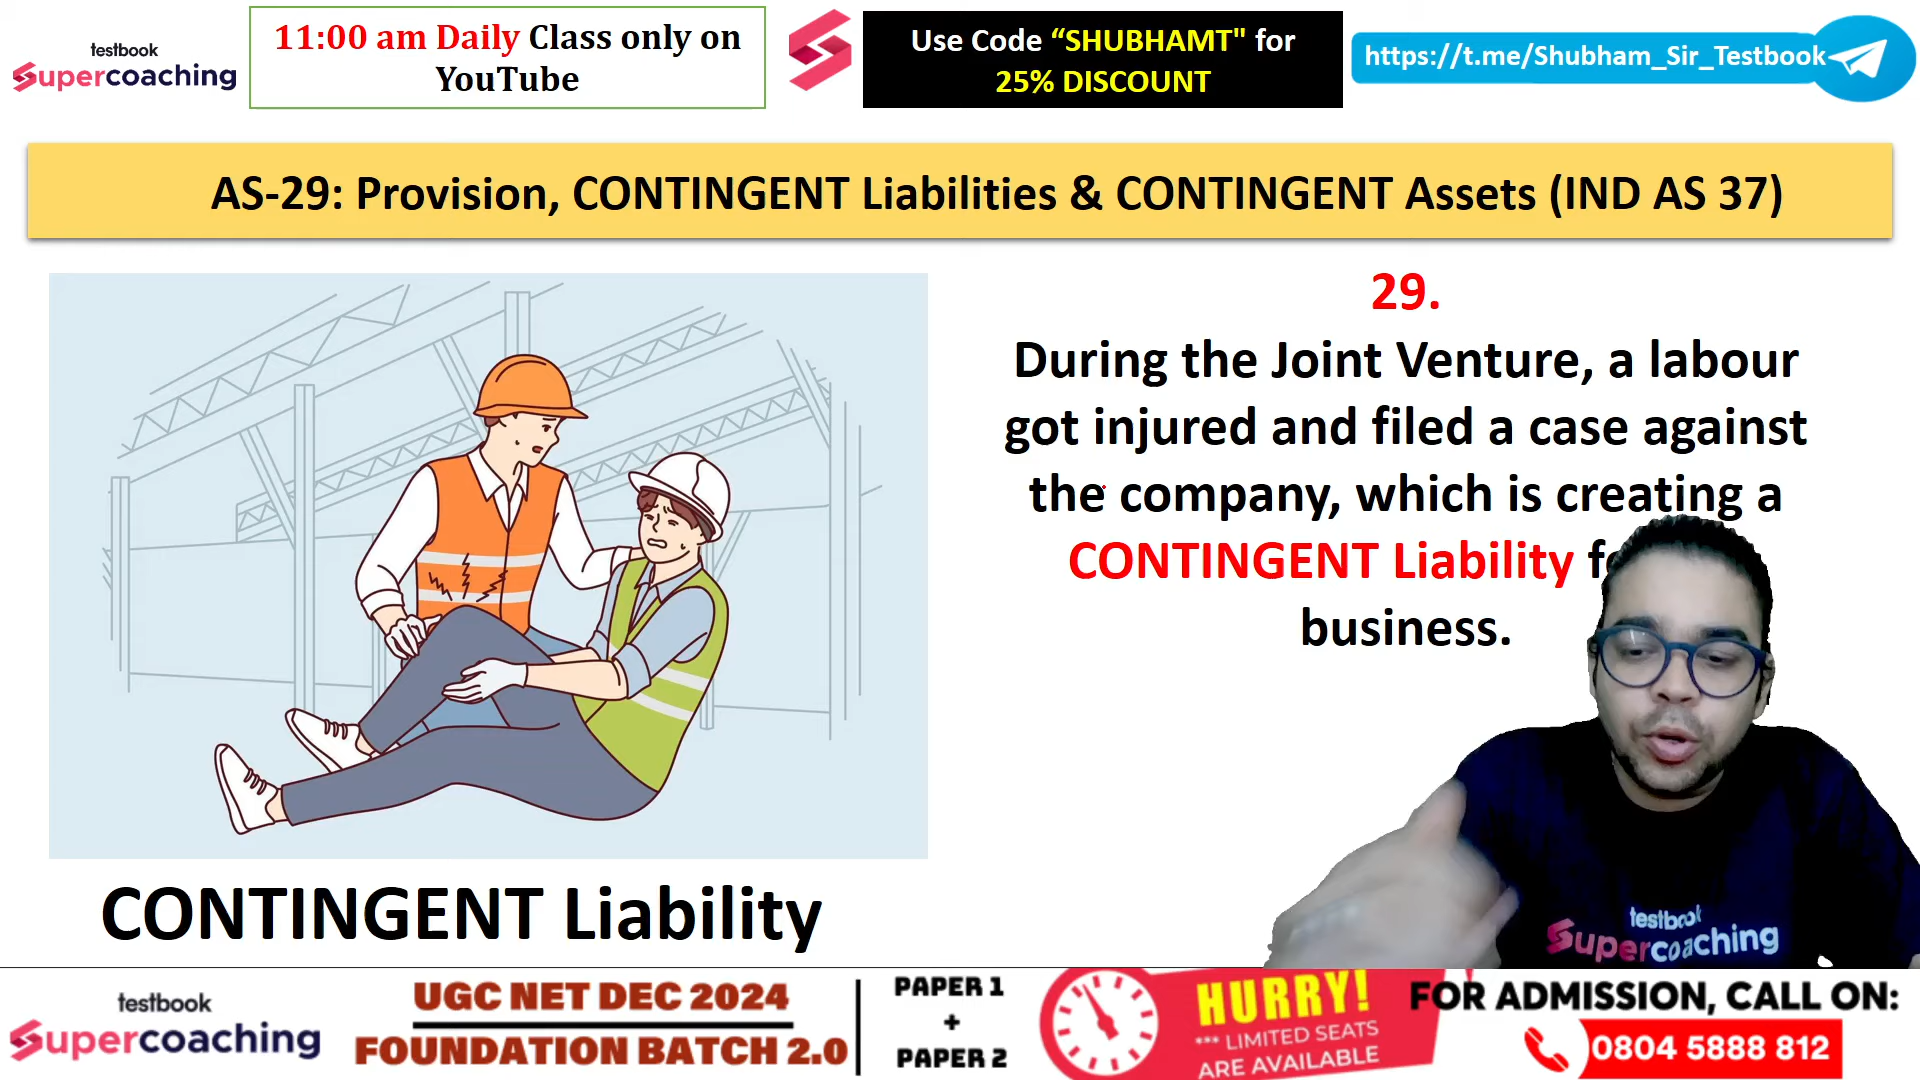 testbook
Supercoaching
11:00 am Daily Class only on
YouTube
Use Code “SHUBHAMT" for
25% DISCOUNT
https://t.me/Shubham_Sir_Testbook
AS-29: Provision, CONTINGENT Liabilities & CONTINGENT Assets (IND AS 37)
29.
During the Joint Venture, a labour
got injured and filed a case against
the company, which is creating a
CONTINGENT Liability
business.
CONTINGENT Liability
testbook
Supercoaching
testbook
Supercoaching
UGC NET DEC 2024
FOUNDATION BATCH 2.0
PAPER 1
+
PAPER 2
HURRY!
*** LIMITED SEATS
ARE AVAILABLE
FOR ADMISSION, CALL ON:
0804 5888 812